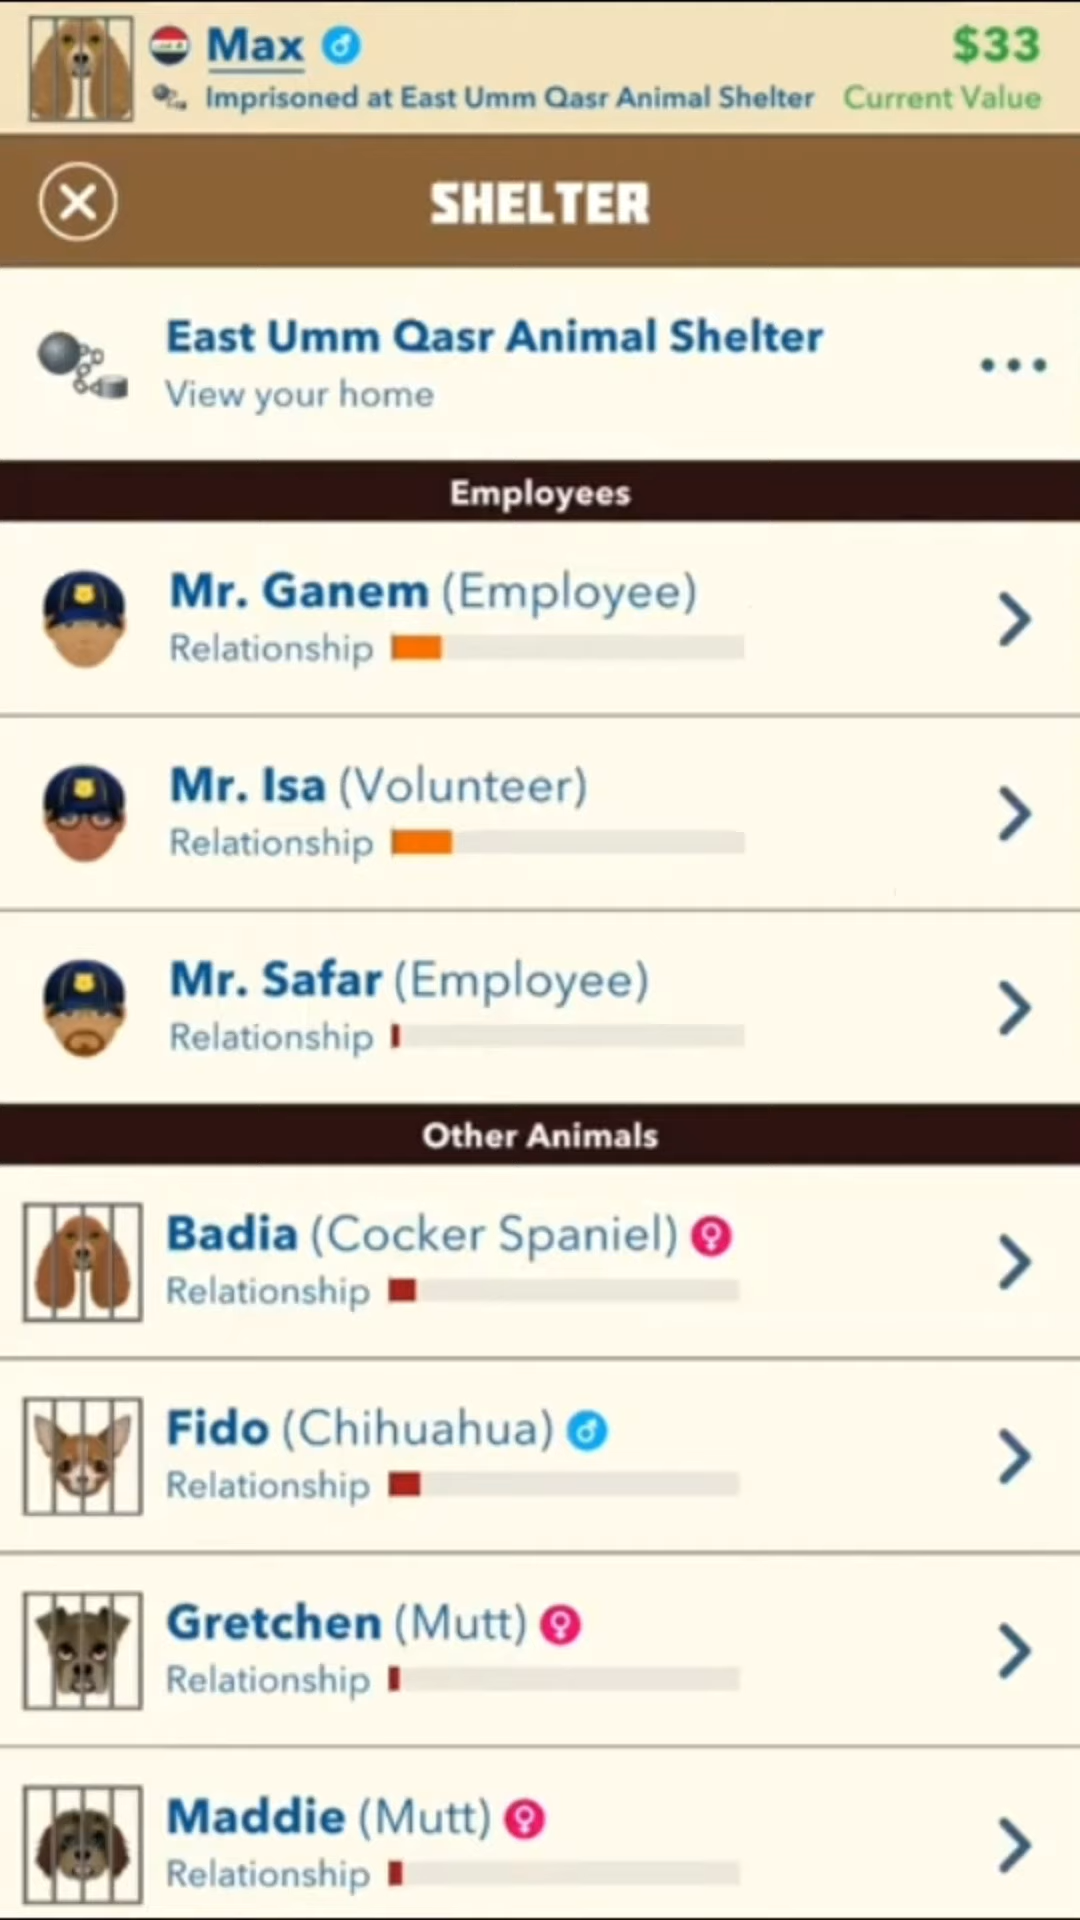 Max
$33
Imprisoned at East Umm Qasr Animal Shelter
Current Value
SHELTER
East Umm Qasr Animal Shelter
View your home
Employees
Mr. Ganem (Employee)
Relationship
Mr. Isa (Volunteer)
Relationship
Mr. Safar (Employee)
Relationship
Other Animals
Badia (Cocker Spaniel)
Relationship
Fido (Chihuahua)
Relationship
Gretchen (Mutt)
Relationship
Maddie (Mutt)
Relationship